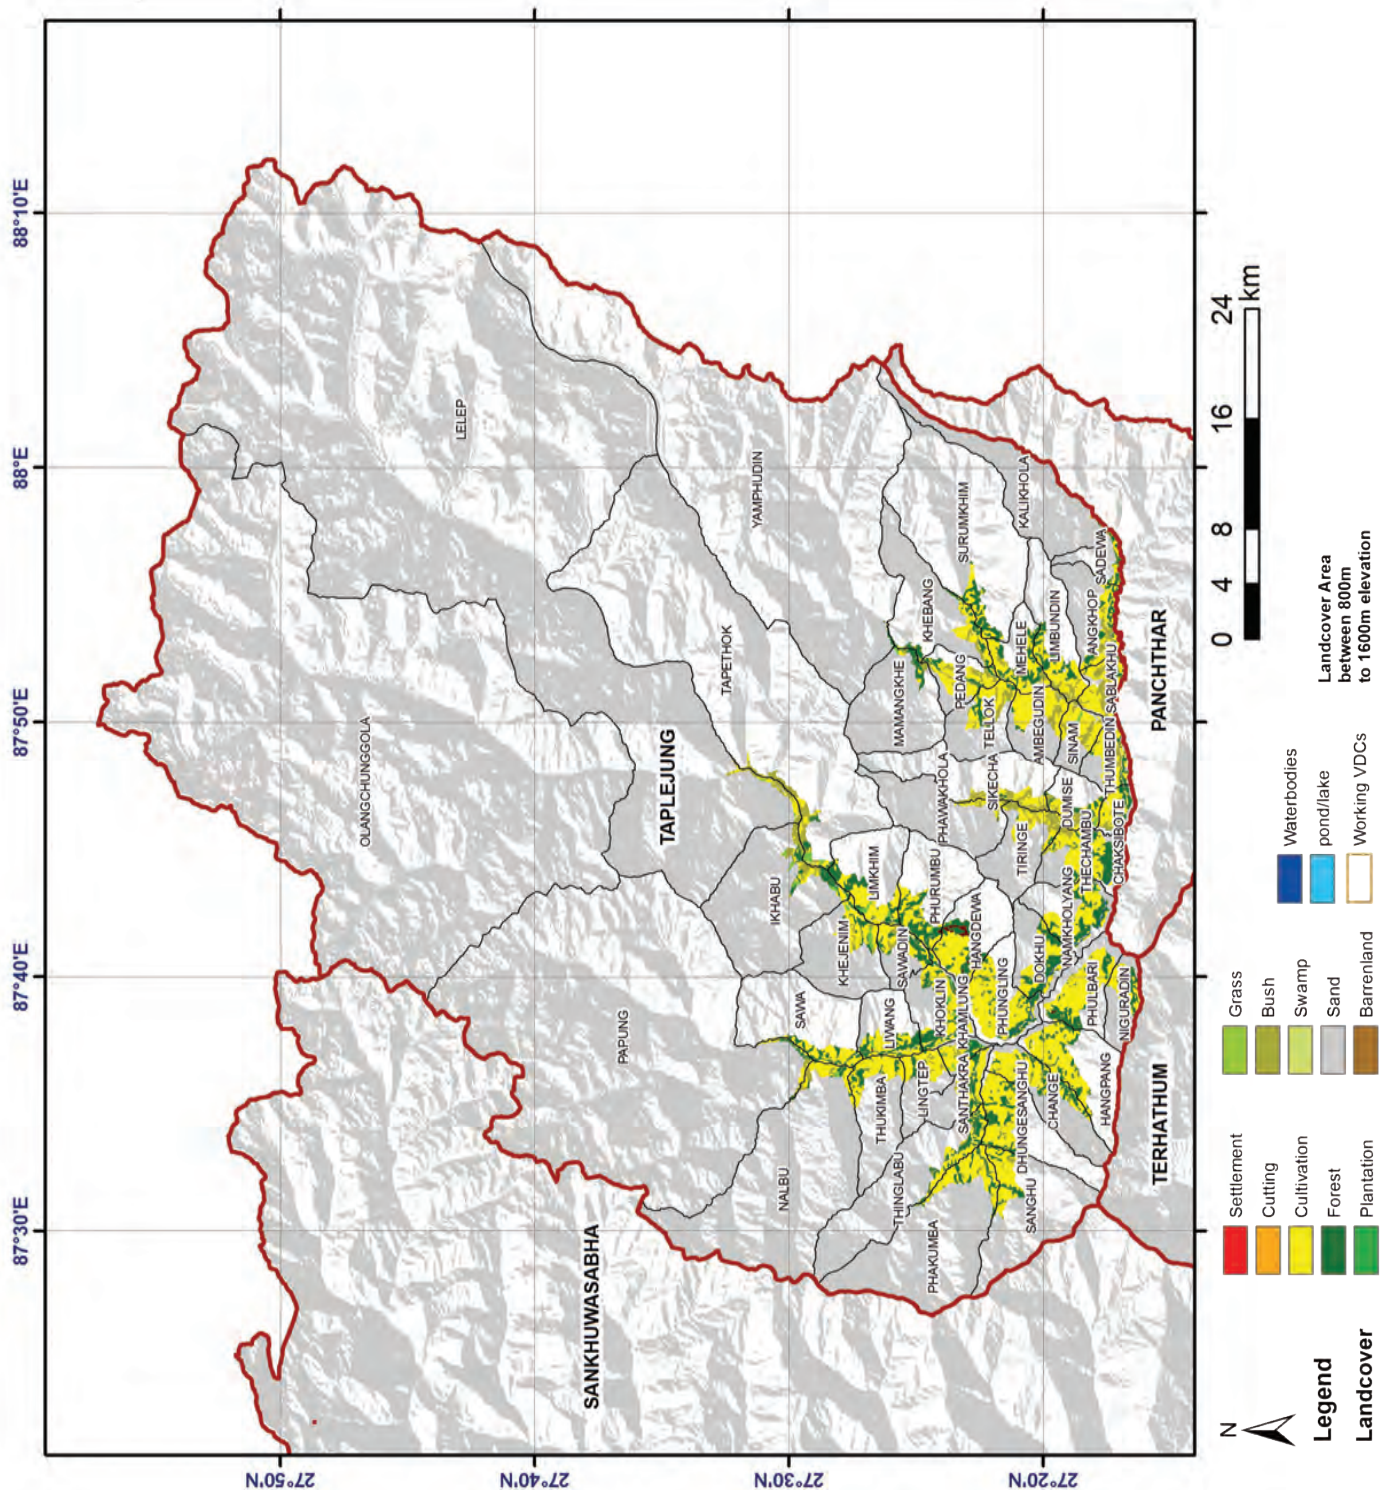 88°10'E
88°E
87°50'E
87°40'E
87°30'E
27°50'N
27°40'N
27°30'N
27°20'N
OLANGCHUNGGOLA
LELEP
PAPUNG
TAPLEJUNG
TAPETHOK
YAMPHUDIN
IKHABU
SANKHUWASABHA
NALBU
SAWA
KHEJENIM
LIMKHIM
MAMANGKHE
KHEBANG
SURUMKHIM
KALIKHOLA
THUKIMBA
LIWANG
SAWADIN
PHURUMBU
PHAWAKHOLA
PEDANG
THINGLABU
LINGTEP
KHOKLIN
HANGDEWA
SIKECHA
TELLOK
MEHELE
PHAKUMBA
SANTHAKRA
KHAMLUNG
PHUNGLING
TIRINGE
AMBEGUDIN
LIMBUNDIN
SANGHU
DHUNGESANGHU
CHANGE
DOKHU
NAMKHOLYANG
DUMISE
SINAM
ANGKHOP
SADEWA
HANGPANG
PHULBARI
NIGURADIN
THECHAMBU
CHAKSIBOTE
THUMBEDIN
SABLAKHU
TERHATHUM
PANCHTHAR
N
Legend
Landcover
Settlement
Cutting
Cultivation
Forest
Plantation
Grass
Bush
Swamp
Sand
Barrenland
Waterbodies
pond/lake
Working VDCs
Landcover Area
between 800m
to 1600m elevation
0 4 8 16 24
km